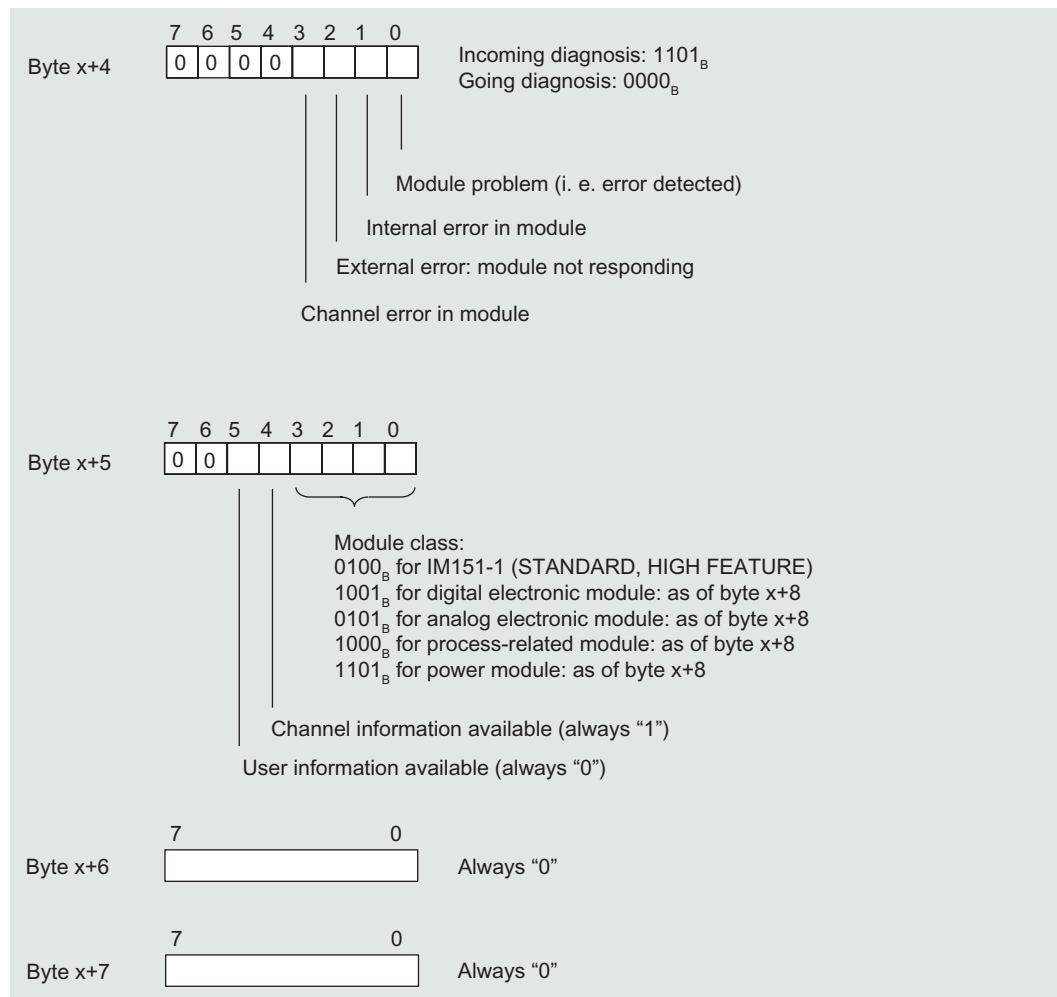 7 6 5 4 3 2 1 0
Byte x+4
0 0 0 0
Incoming diagnosis: 1101B
Going diagnosis: 0000B
Module problem (i. e. error detected)
Internal error in module
External error: module not responding
Channel error in module
7 6 5 4 3 2 1 0
Byte x+5
0 0
Module class:
0100B for IM151-1 (STANDARD, HIGH FEATURE)
1001B for digital electronic module: as of byte x+8
0101B for analog electronic module: as of byte x+8
1000B for process-related module: as of byte x+8
1101B for power module: as of byte x+8
Channel information available (always “1”)
User information available (always “0”)
7 0
Byte x+6
Always “0”
7 0
Byte x+7
Always “0”